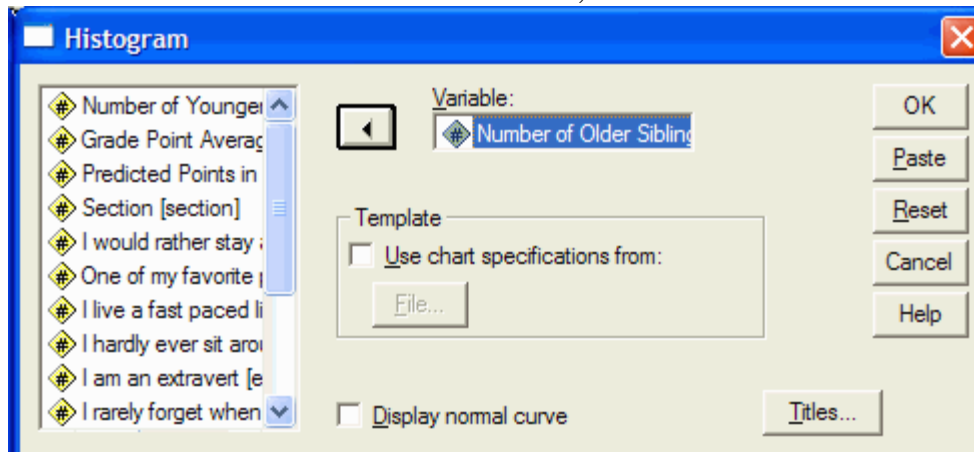 Histogram
Number of Younger
Grade Point Averag
Predicted Points in
Section [section]
I would rather stay a
One of my favorite p
I live a fast paced li
I hardly ever sit arou
I am an extravert [e
I rarely forget when
Variable:
Number of Older Sibling
Template
Use chart specifications from:
File...
Display normal curve
Titles...
OK
Paste
Reset
Cancel
Help